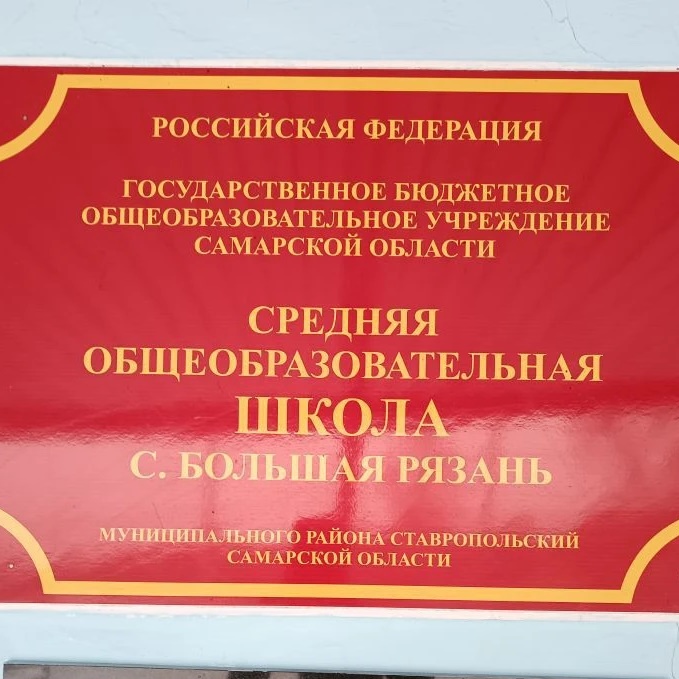 РОССИЙСКАЯ ФЕДЕРАЦИЯ
ГОСУДАРСТВЕННОЕ БЮДЖЕТНОЕ
ОБЩЕОБРАЗОВАТЕЛЬНОЕ УЧРЕЖДЕНИЕ
САМАРСКОЙ ОБЛАСТИ
СРЕДНЯЯ
ОБЩЕОБРАЗОВАТЕЛЬНАЯ
ШКОЛА
С. БОЛЬШАЯ РЯЗАНЬ
МУНИЦИПАЛЬНОГО РАЙОНА СТАВРОПОЛЬСКИЙ
САМАРСКОЙ ОБЛАСТИ